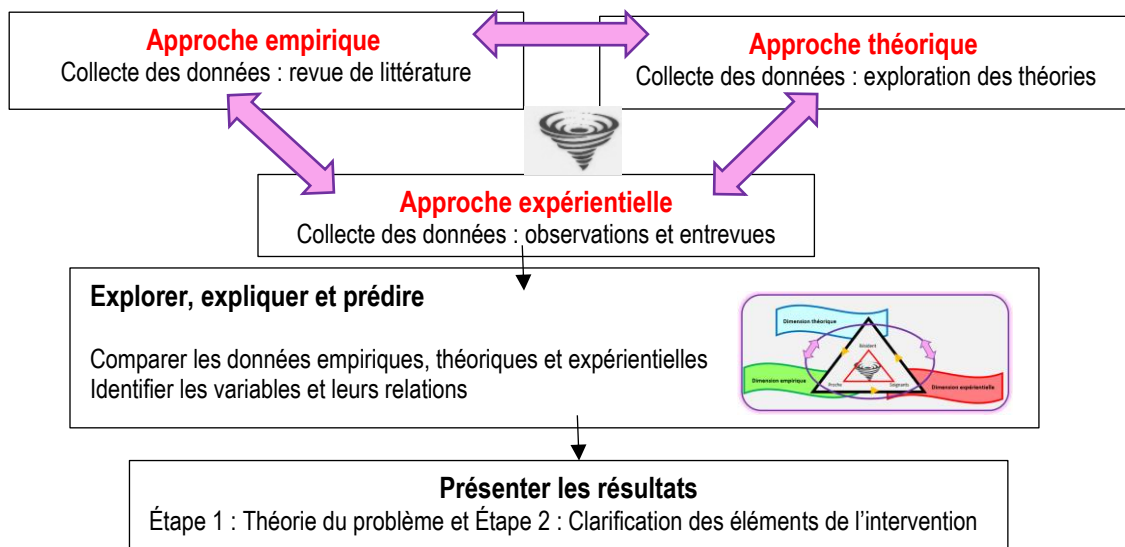 Approche empirique
Collecte des données : revue de littérature
Approche théorique
Collecte des données : exploration des théories
Approche expérientielle
Collecte des données : observations et entrevues
Explorer, expliquer et prédire
Comparer les données empiriques, théoriques et expérientielles
Identifier les variables et leurs relations
Dimension théorique
Résident
Dimension empirique
Proche
Soignants
Dimension expérientielle
Présenter les résultats
Étape 1 : Théorie du problème et Étape 2 : Clarification des éléments de l'intervention